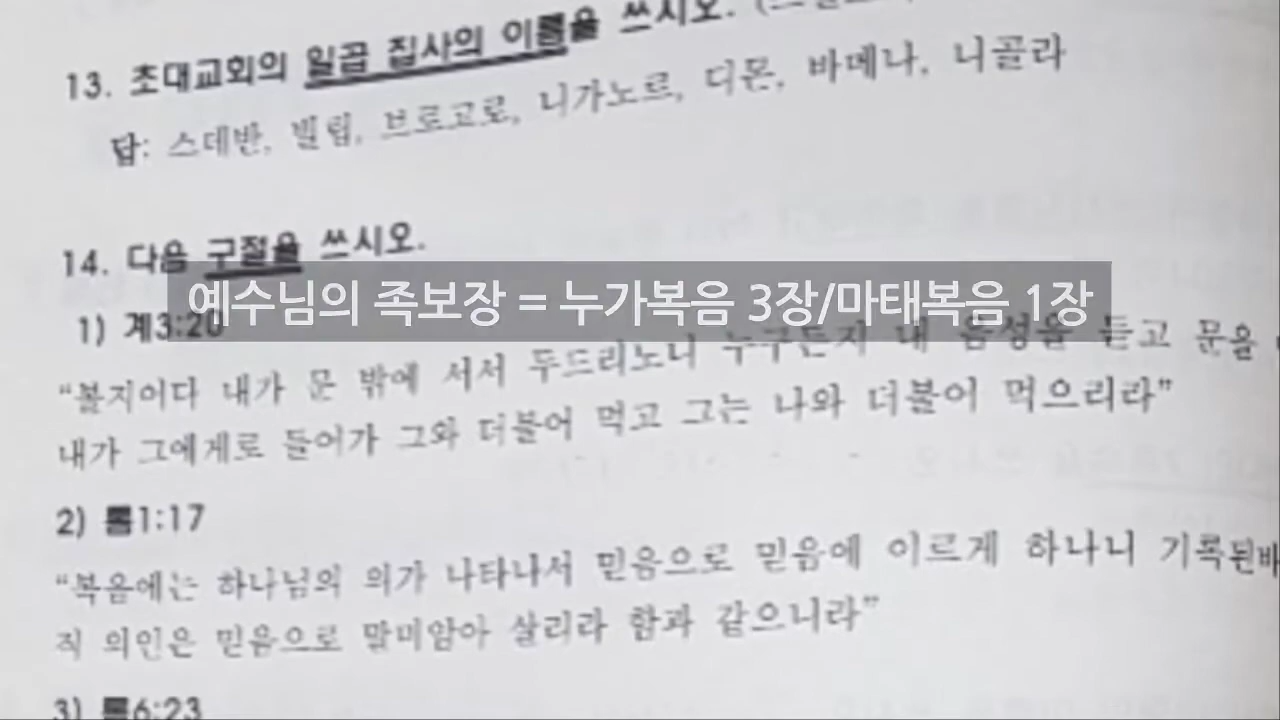 13. 초대교회의 일곱 집사의 이름을 쓰시오.
답: 스데반, 빌립, 브로고로, 니가노르, 디몬, 바메나, 니골라
14. 다음 구절을 쓰시오.
예수님의 족보장 = 누가복음 3장/마태복음 1장
1) 계3:20
“볼지어다 내가 문 밖에 서서 두드리노니 누구든지 내 음성을 듣고 문을
내가 그에게로 들어가 그와 더불어 먹고 그는 나와 더불어 먹으리라”
2) 롬1:17
“복음에는 하나님의 의가 나타나서 믿음으로 믿음에 이르게 하나니 기록된바
직 의인은 믿음으로 말미암아 살리라 함과 같으니라”
3) 롬6:23